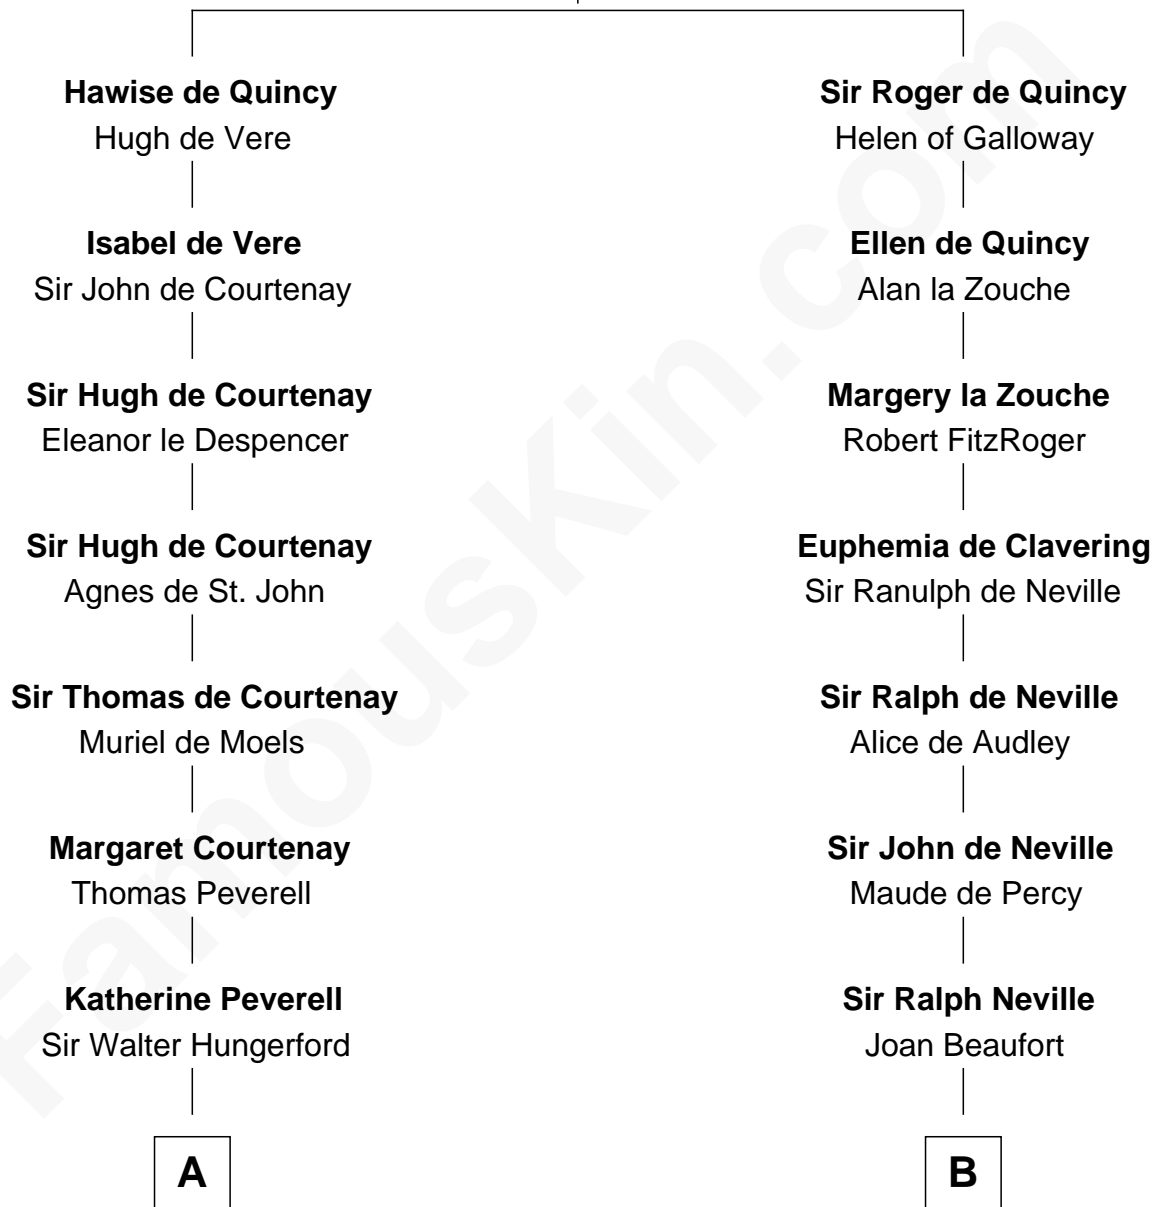 Hawise de Quincy
Hugh de Vere
Isabel de Vere
Sir John de Courtenay
Sir Hugh de Courtenay
Eleanor le Despencer
Sir Hugh de Courtenay
Agnes de St. John
Sir Thomas de Courtenay
Muriel de Moels
Margaret Courtenay
Thomas Peverell
Katherine Peverell
Sir Walter Hungerford
A
Sir Roger de Quincy
Helen of Galloway
Ellen de Quincy
Alan la Zouche
Margery la Zouche
Robert FitzRoger
Euphemia de Clavering
Sir Ranulph de Neville
Sir Ralph de Neville
Alice de Audley
Sir John de Neville
Maude de Percy
Sir Ralph Neville
Joan Beaufort
B
FamousKin.com